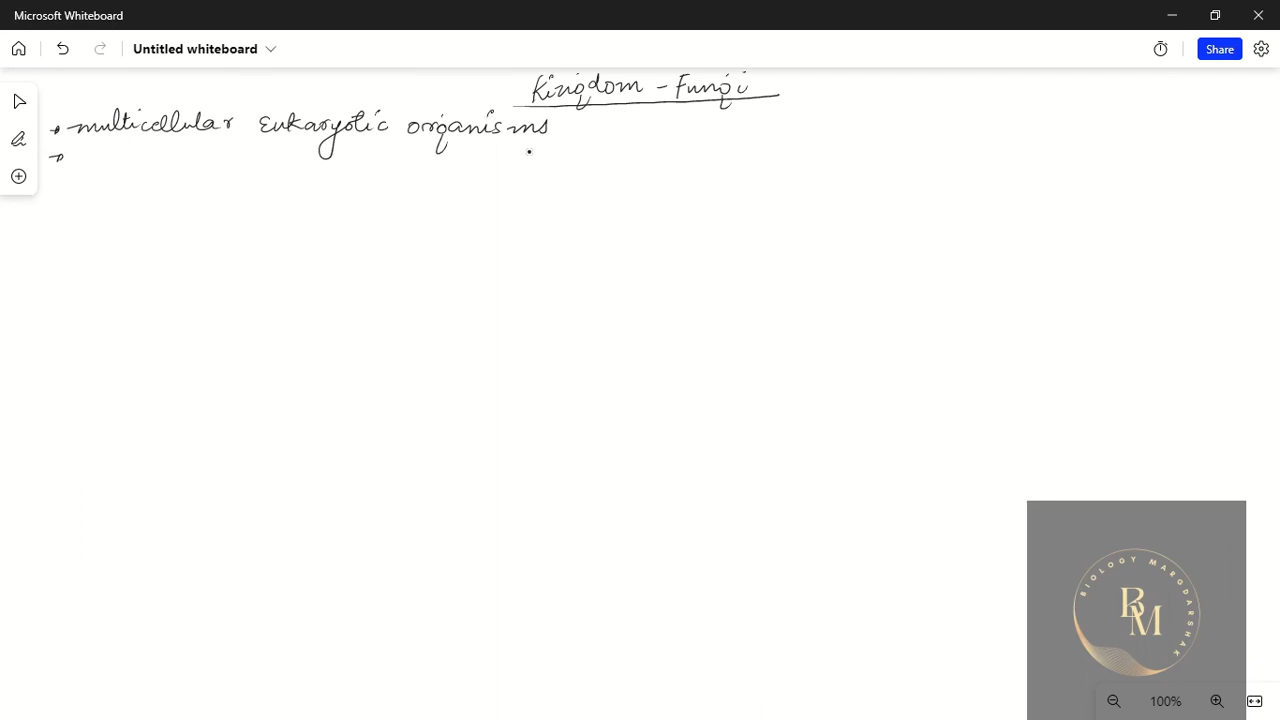 Microsoft Whiteboard
Untitled whiteboard
Share
Kingdom - Fungi
→ multicellular Eukaryotic organisms
→
BIOLOGY MARGDARSHAK
BM
100%